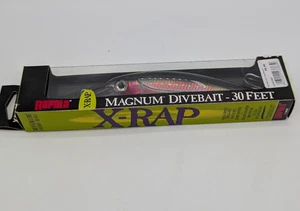 RAPALA
X-RAP
MAGNUM DIVEBAIT - 30 FEET
X-RAP